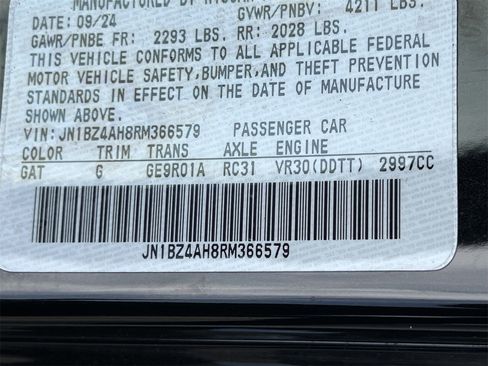 MANUFACTURED BY
DATE: 09/24 GVWR/PNBV: 4211 LBS.
GAWR/PNBE FR: 2293 LBS. RR: 2028 LBS.
THIS VEHICLE CONFORMS TO ALL APPLICABLE FEDERAL
MOTOR VEHICLE SAFETY, BUMPER, AND THEFT PREVENTION
STANDARDS IN EFFECT ON THE DATE OF MANUFACTURE
SHOWN ABOVE.
VIN: JN1BZ4AH8RM366579 PASSENGER CAR
COLOR TRIM TRANS AXLE ENGINE
GAT G GE9R01A RC31 VR30(DDTT) 2997CC
JN1BZ4AH8RM366579